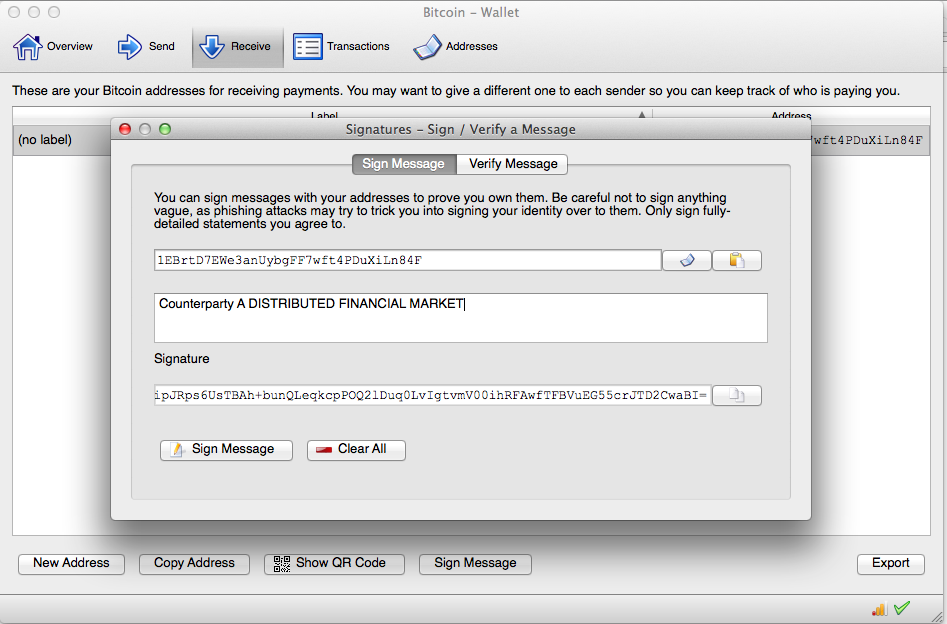 Bitcoin – Wallet
Overview
Send
Receive
Transactions
Addresses
These are your Bitcoin addresses for receiving payments. You may want to give a different one to each sender so you can keep track of who is paying you.
Label
Address
(no label)
wft4PDuXiLn84F
Signatures – Sign / Verify a Message
Sign Message
Verify Message
You can sign messages with your addresses to prove you own them. Be careful not to sign anything
vague, as phishing attacks may try to trick you into signing your identity over to them. Only sign fully-
detailed statements you agree to.
1EBrtD7EWe3anUybgFF7wft4PDuXiLn84F
Counterparty A DISTRIBUTED FINANCIAL MARKET
Signature
ipJRps6UsTBAh+bunQLeqkcpPOQ2lDuq0LvIgtvmV00ihRFAwfTFBVuEG55crJTD2CwaBI=
Sign Message
Clear All
New Address
Copy Address
Show QR Code
Sign Message
Export